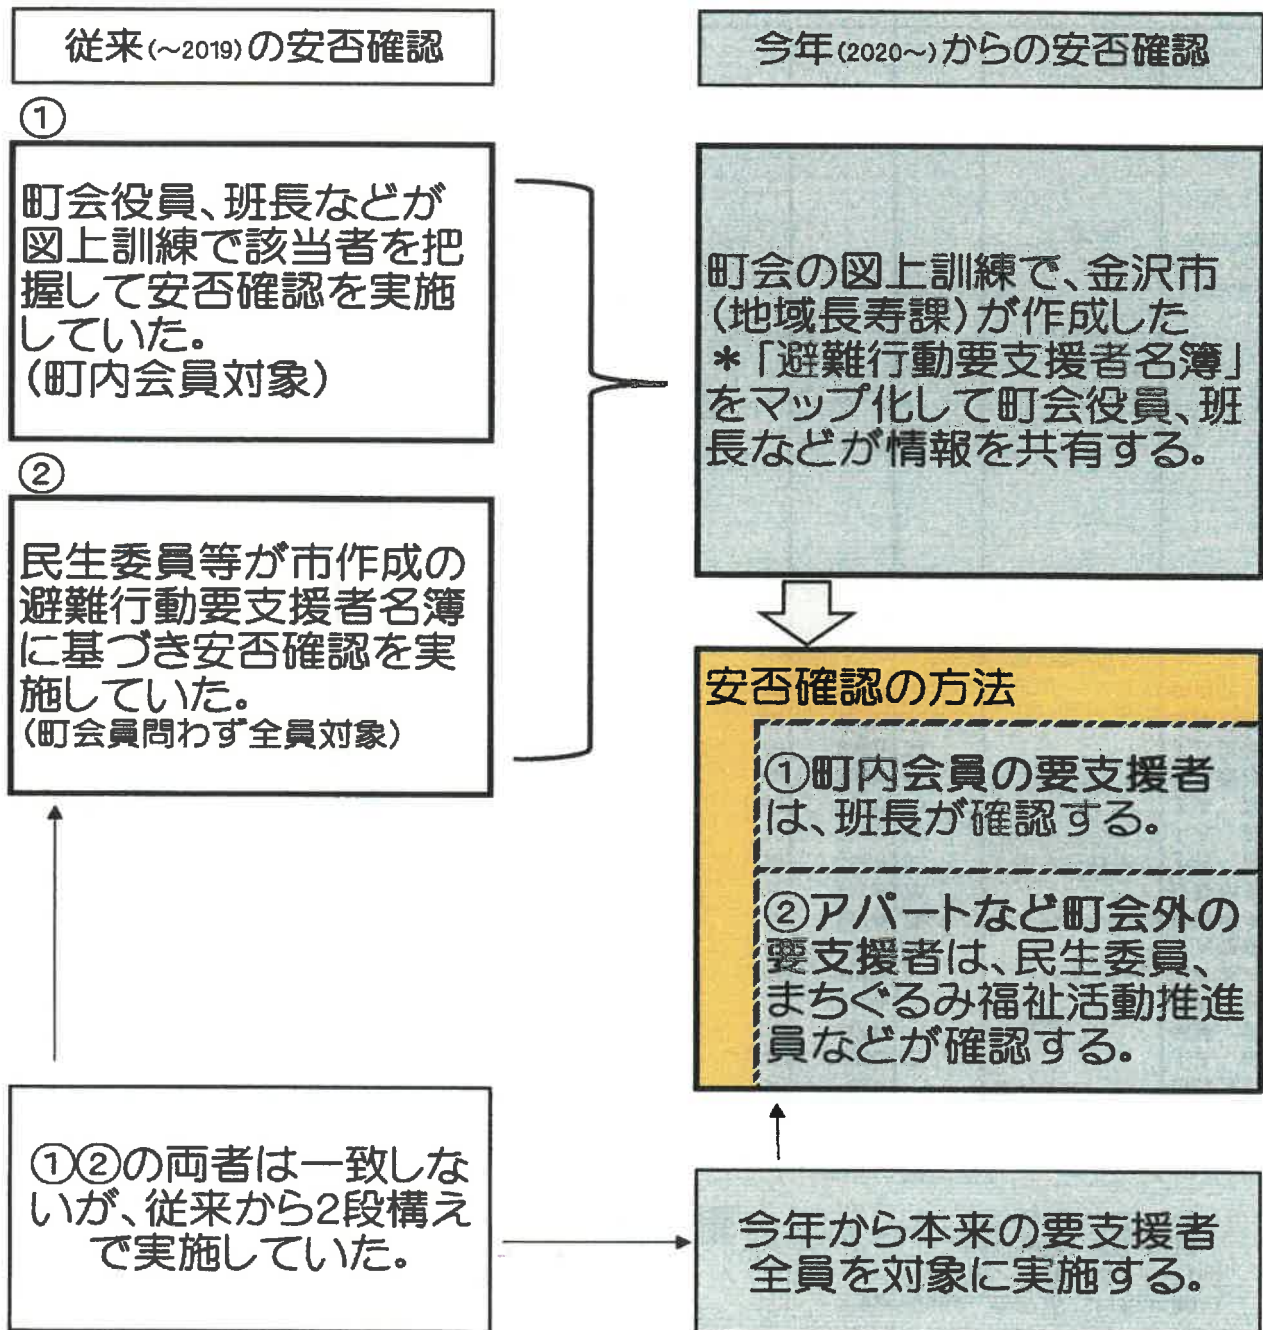 従来(～2019)の安否確認
①
町会役員、班長などが
図上訓練で該当者を把
握して安否確認を実施
していた。
(町内会員対象)
②
民生委員等が市作成の
避難行動要支援者名簿
に基づき安否確認を実
施していた。
(町会員問わず全員対象)
①②の両者は一致しな
いが、従来から2段構え
で実施していた。
今年(2020～)からの安否確認
町会の図上訓練で、金沢市
(地域長寿課)が作成した
＊「避難行動要支援者名簿」
をマップ化して町会役員、班
長などが情報を共有する。
安否確認の方法
①町内会員の要支援者
は、班長が確認する。
②アパートなど町会外の
要支援者は、民生委員、
まちぐるみ福祉活動推進
員などが確認する。
今年から本来の要支援者
全員を対象に実施する。